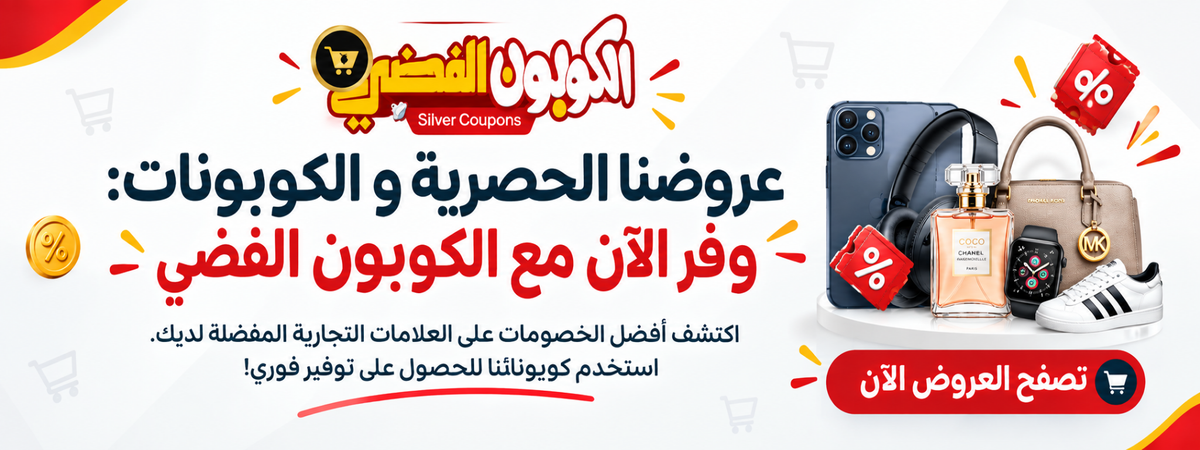 الكوبون الفضي
Silver Coupons
عروضنا الحصرية و الكوبونات:
وفر الآن مع الكوبون الفضي
اكتشف أفضل الخصومات على العلامات التجارية المفضلة لديك.
استخدم كوبوناتنا للحصول على توفير فوري!
%
%
%
COCO
CHANEL
MADEMOISELLE
PARIS
MK
تصفح العروض الآن